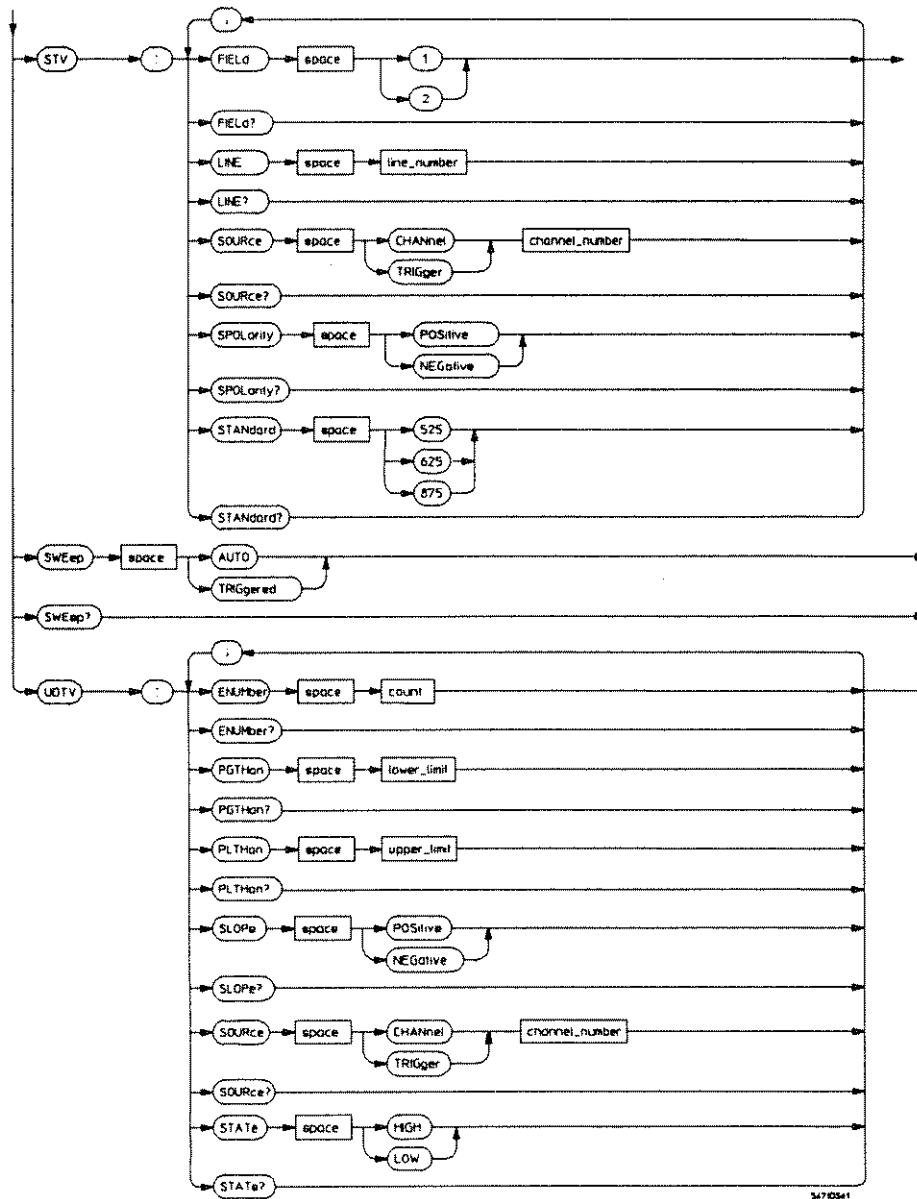 ;
STV : FIELd space 1
2
FIELd?
LINE space line_number
LINE?
SOURce space CHANnel channel_number
TRIGger
SOURce?
SPOLarity space POSitive
NEGative
SPOLarity?
STANdard space 525
625
875
STANdard?
SWEep space AUTO
TRIGgered
SWEep?
;
UDTV : ENUMber space count
ENUMber?
PGTHan space lower_limit
PGTHan?
PLTHan space upper_limit
PLTHan?
SLOPe space POSitive
NEGative
SLOPe?
SOURce space CHANnel channel_number
TRIGger
SOURce?
STATe space HIGH
LOW
STATe?